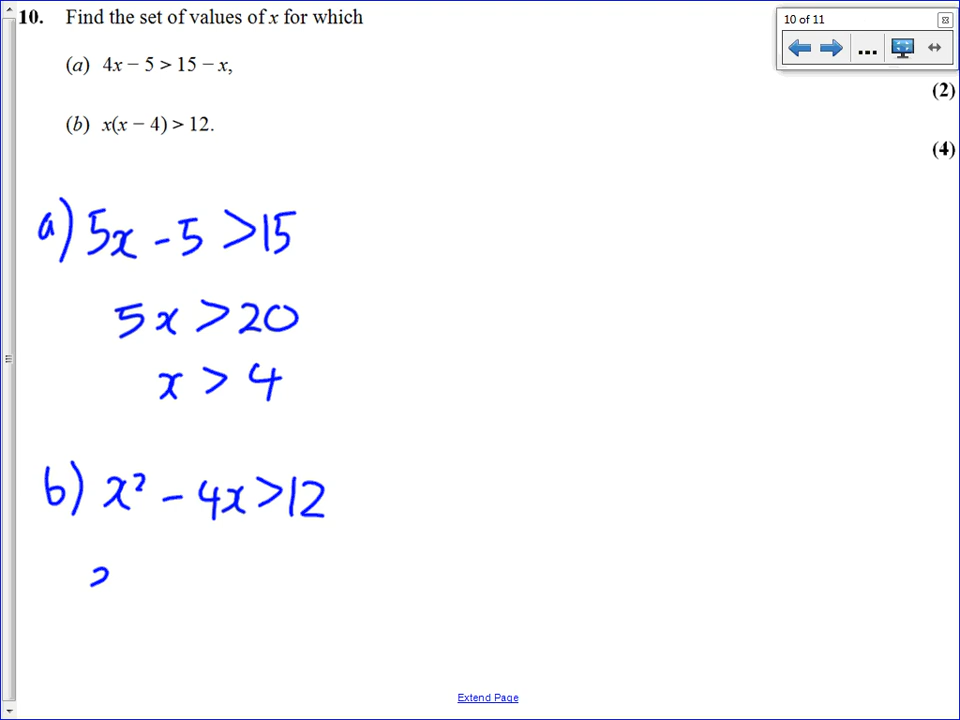 10. Find the set of values of x for which
10 of 11
...
(a) 4x − 5 > 15 − x,
(2)
(b) x(x − 4) > 12.
(4)
a) 5x - 5 > 15
5x > 20
x > 4
b) x² - 4x > 12
Extend Page